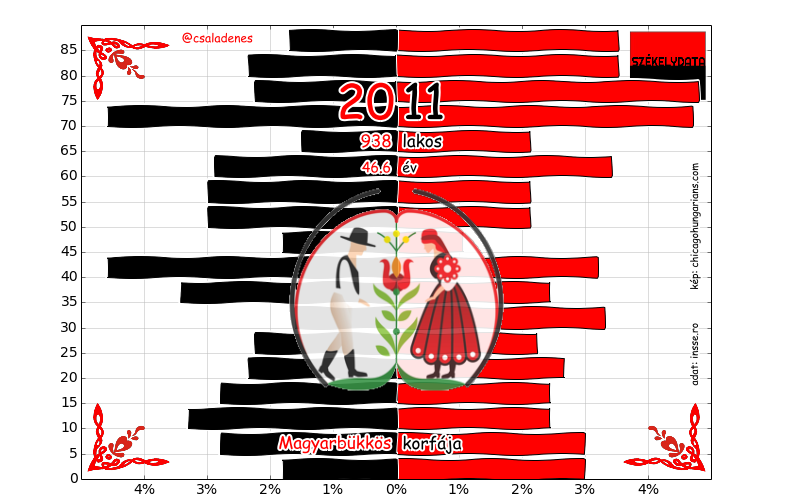 @csaladenes
SZÉKELYDATA
2011
938 lakos
46.6 év
kép: chicagohungarians.com
adat: insse.ro
Magyarbükkös korfája
85
80
75
70
65
60
55
50
45
40
35
30
25
20
15
10
5
0
4% 3% 2% 1% 0% 1% 2% 3% 4%